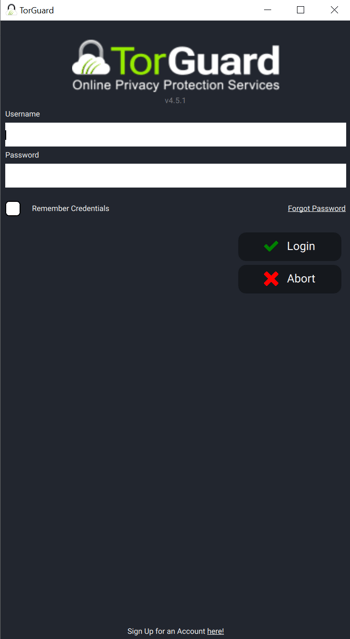 TorGuard
TorGuard
Online Privacy Protection Services
v4.5.1
Username
Password
Remember Credentials
Forgot Password
Login
Abort
Sign Up for an Account here!